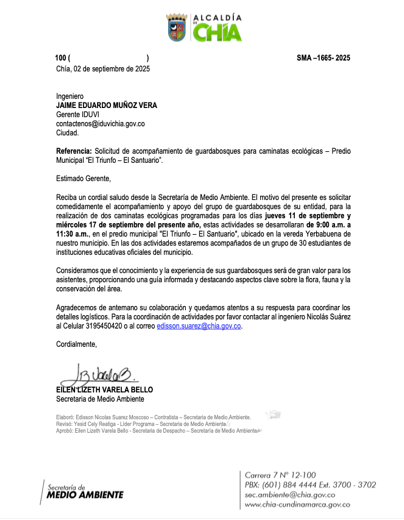 ALCALDÍA
DE CHÍA
100 ( )
SMA –1665- 2025
Chía, 02 de septiembre de 2025
Ingeniero
JAIME EDUARDO MUÑOZ VERA
Gerente IDUVI
contactenos@iduvichia.gov.co
Ciudad.
Referencia: Solicitud de acompañamiento de guardabosques para caminatas ecológicas – Predio
Municipal "El Triunfo – El Santuario".
Estimado Gerente,
Reciba un cordial saludo desde la Secretaría de Medio Ambiente. El motivo del presente es solicitar
comedidamente el acompañamiento y apoyo del grupo de guardabosques de su entidad, para la
realización de dos caminatas ecológicas programadas para los días jueves 11 de septiembre y
miércoles 17 de septiembre del presente año, estas actividades se desarrollaran de 9:00 a.m. a
11:30 a.m., en el predio municipal "El Triunfo – El Santuario", ubicado en la vereda Yerbabuena de
nuestro municipio. En las dos actividades estaremos acompañados de un grupo de 30 estudiantes de
instituciones educativas oficiales del municipio.
Consideramos que el conocimiento y la experiencia de sus guardabosques será de gran valor para los
asistentes, proporcionando una guía informada y destacando aspectos clave sobre la flora, fauna y la
conservación del área.
Agradecemos de antemano su colaboración y quedamos atentos a su respuesta para coordinar los
detalles logísticos. Para la coordinación de actividades por favor contactar al ingeniero Nicolás Suárez
al Celular 3195450420 o al correo edisson.suarez@chia.gov.co.
Cordialmente,
EILEN LIZETH VARELA BELLO
Secretaria de Medio Ambiente
Elaboró: Edisson Nicolas Suarez Moscoso – Contratista – Secretaria de Medio Ambiente.
Revisó: Yesid Cely Reatiga - Líder Programa – Secretaria de Medio Ambiente
Aprobó: Eilen Lizeth Varela Bello - Secretaria de Despacho – Secretaría de Medio Ambiente
Secretaría de
MEDIO AMBIENTE
Carrera 7 N° 12-100
PBX: (601) 884 4444 Ext. 3700 - 3702
sec.ambiente@chia.gov.co
www.chia-cundinamarca.gov.co